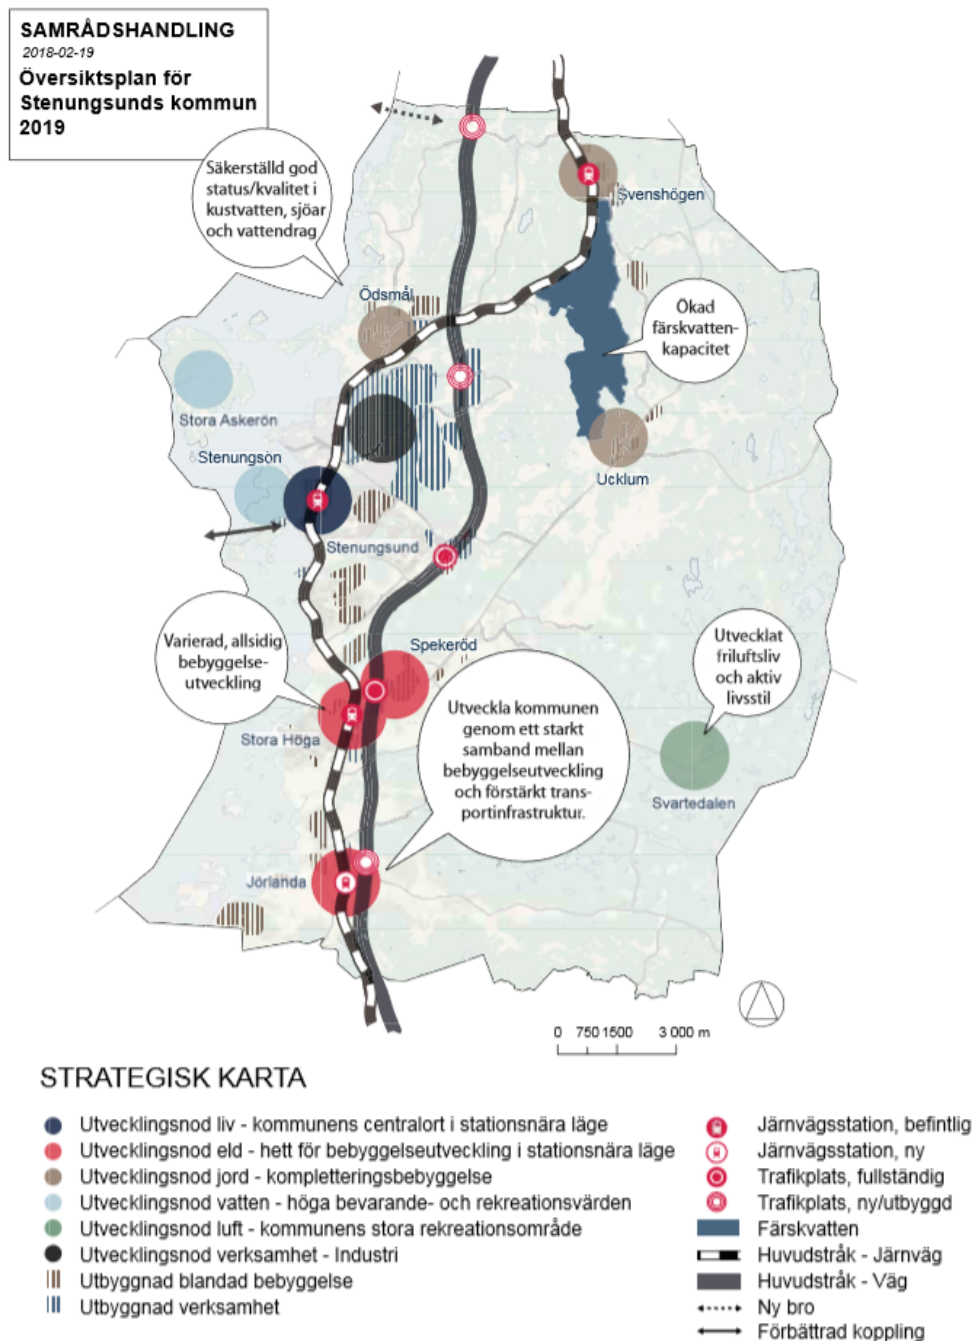 SAMRÅDSHANDLING
2018-02-19
Översiktsplan för
Stenungsunds kommun
2019
Säkerställd god
status/kvalitet i
kustvatten, sjöar
och vattendrag
Svenshögen
Ödsmål
Ökad
färskvatten-
kapacitet
Stora Askerön
Stenungsön
Ucklum
Stenungsund
Varierad, allsidig
bebyggelse-
utveckling
Spekeröd
Utvecklat
friluftsliv
och aktiv
livsstil
Utveckla kommunen
genom ett starkt
samband mellan
bebyggelseutveckling
och förstärkt trans-
portinfrastruktur.
Stora Höga
Svartedalen
Jörlanda
0 750 1500 3 000 m
STRATEGISK KARTA
Utvecklingsnod liv - kommunens centralort i stationsnära läge
Utvecklingsnod eld - hett för bebyggelseutveckling i stationsnära läge
Utvecklingsnod jord - kompletteringsbebyggelse
Utvecklingsnod vatten - höga bevarande- och rekreationsvärden
Utvecklingsnod luft - kommunens stora rekreationsområde
Utvecklingsnod verksamhet - Industri
Utbyggnad blandad bebyggelse
Utbyggnad verksamhet
Järnvägsstation, befintlig
Järnvägsstation, ny
Trafikplats, fullständig
Trafikplats, ny/utbyggd
Färskvatten
Huvudstråk - Järnväg
Huvudstråk - Väg
Ny bro
Förbättrad koppling